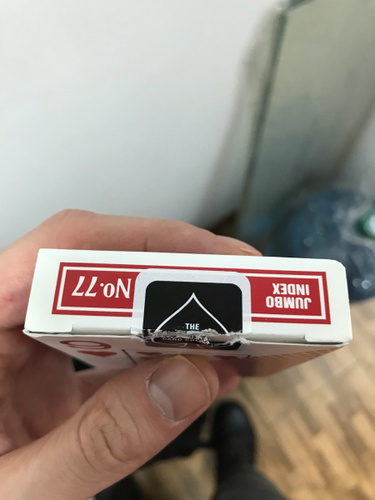 No.77
JUMBO
INDEX
THE
Q